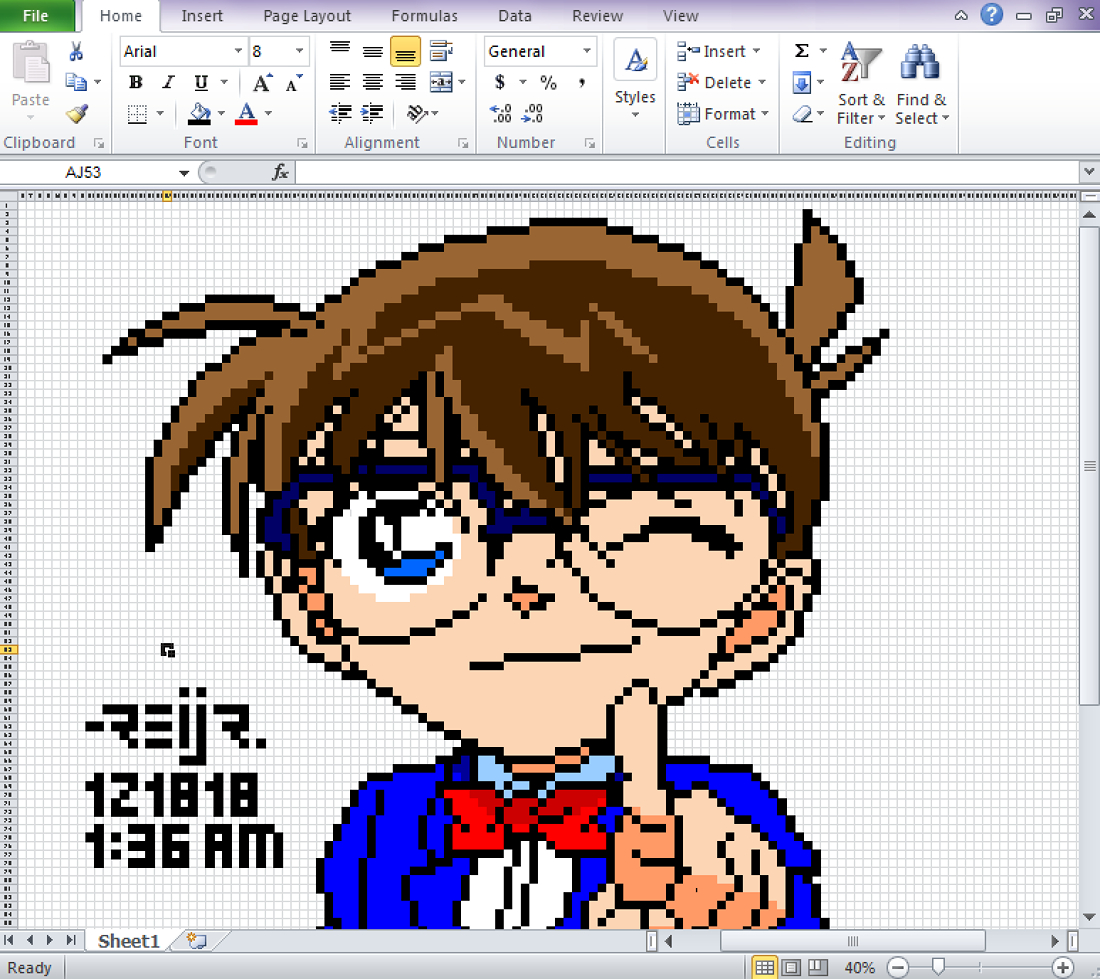 File Home Insert Page Layout Formulas Data Review View
Arial 8 General
$ % ,
Paste Styles Insert Delete Format Sort & Filter Find & Select
Clipboard Font Alignment Number Cells Editing
AJ53 fx
-REIJR.
121818
1:36 AM
Sheet1
Ready 40%